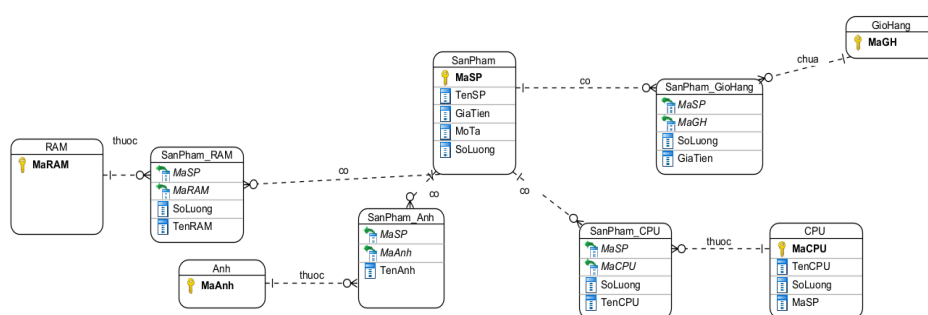 GioHang
MaGH
chua
SanPham
MaSP
TenSP
GiaTien
MoTa
SoLuong
co
SanPham_GioHang
MaSP
MaGH
SoLuong
GiaTien
RAM
MaRAM
thuoc
SanPham_RAM
MaSP
MaRAM
SoLuong
TenRAM
co
co
co
SanPham_Anh
MaSP
MaAnh
TenAnh
Anh
MaAnh
thuoc
SanPham_CPU
MaSP
MaCPU
SoLuong
TenCPU
thuoc
CPU
MaCPU
TenCPU
SoLuong
MaSP